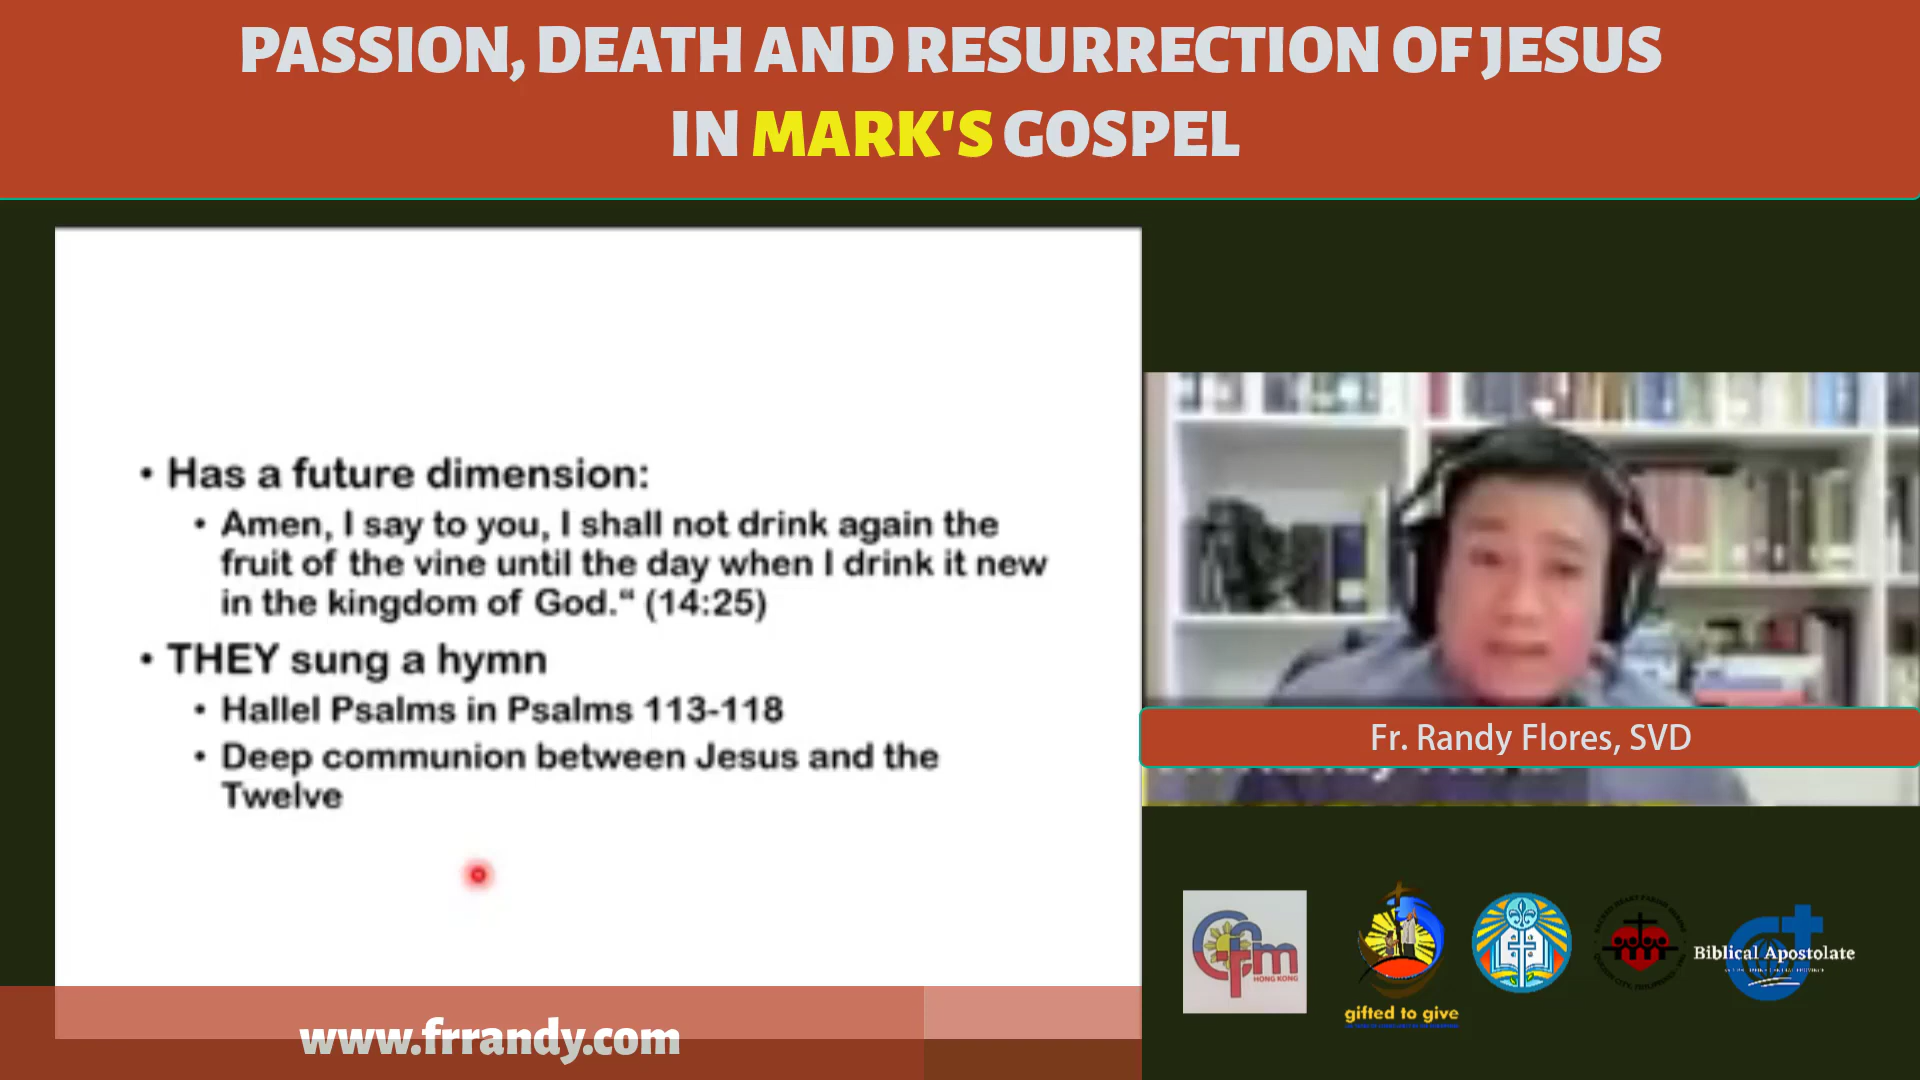 PASSION, DEATH AND RESURRECTION OF JESUS
IN MARK'S GOSPEL
• Has a future dimension:
• Amen, I say to you, I shall not drink again the
fruit of the vine until the day when I drink it new
in the kingdom of God.“ (14:25)
• THEY sung a hymn
• Hallel Psalms in Psalms 113-118
• Deep communion between Jesus and the
Twelve
Fr. Randy Flores, SVD
cfm
HONG KONG
gifted to give
Biblical Apostolate
www.frrandy.com